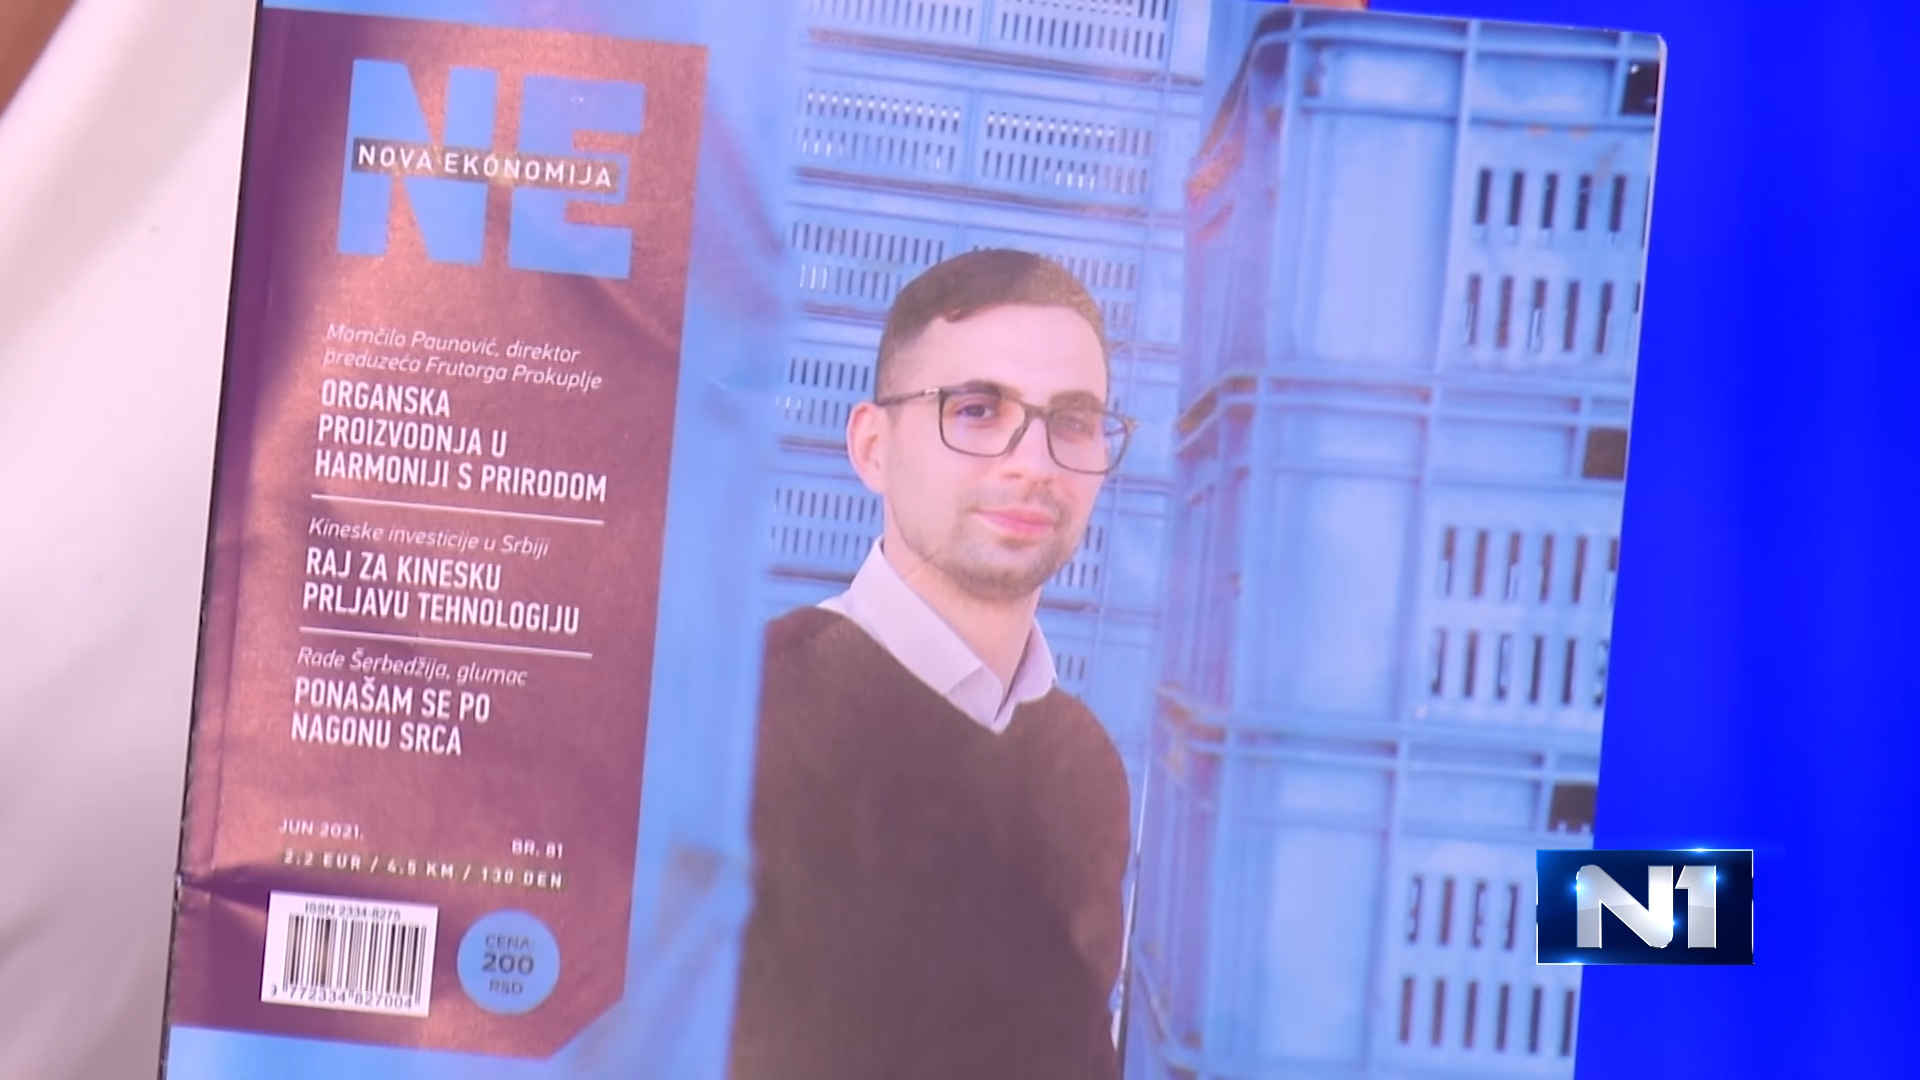 NE
NOVA EKONOMIJA
Momčilo Paunović, direktor
preduzeća Frutorga Prokuplje
ORGANSKA
PROIZVODNJA U
HARMONIJI S PRIRODOM
Kineske investicije u Srbiji
RAJ ZA KINESKU
PRLJAVU TEHNOLOGIJU
Rade Šerbedžija, glumac
PONAŠAM SE PO
NAGONU SRCA
JUN 2021.
BR. 81
2.2 EUR / 4.5 KM / 130 DEN
ISSN 2334-8275
9 772334 827004
CENA:
200
RSD
N1